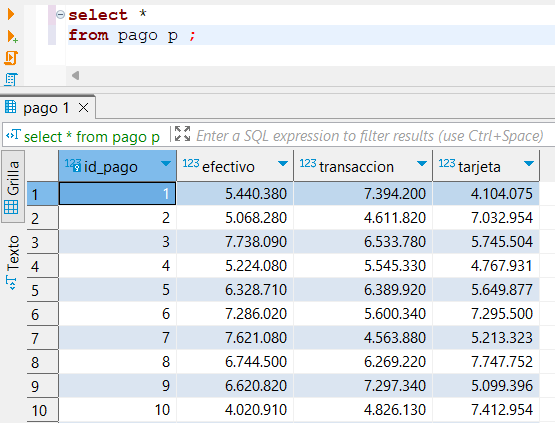 select *
from pago p ;
pago 1
select * from pago p Enter a SQL expression to filter results (use Ctrl+Space)
Grilla
Texto
123 id_pago 123 efectivo 123 transaccion 123 tarjeta
1 1 5.440.380 7.394.200 4.104.075
2 2 5.068.280 4.611.820 7.032.954
3 3 7.738.090 6.533.780 5.745.504
4 4 5.224.080 5.545.330 4.767.931
5 5 6.328.710 6.389.920 5.649.877
6 6 7.286.020 5.600.340 7.295.500
7 7 7.621.080 4.563.880 5.213.323
8 8 6.744.500 6.269.220 7.747.752
9 9 6.620.820 7.297.340 5.099.396
10 10 4.020.910 4.826.130 7.412.954